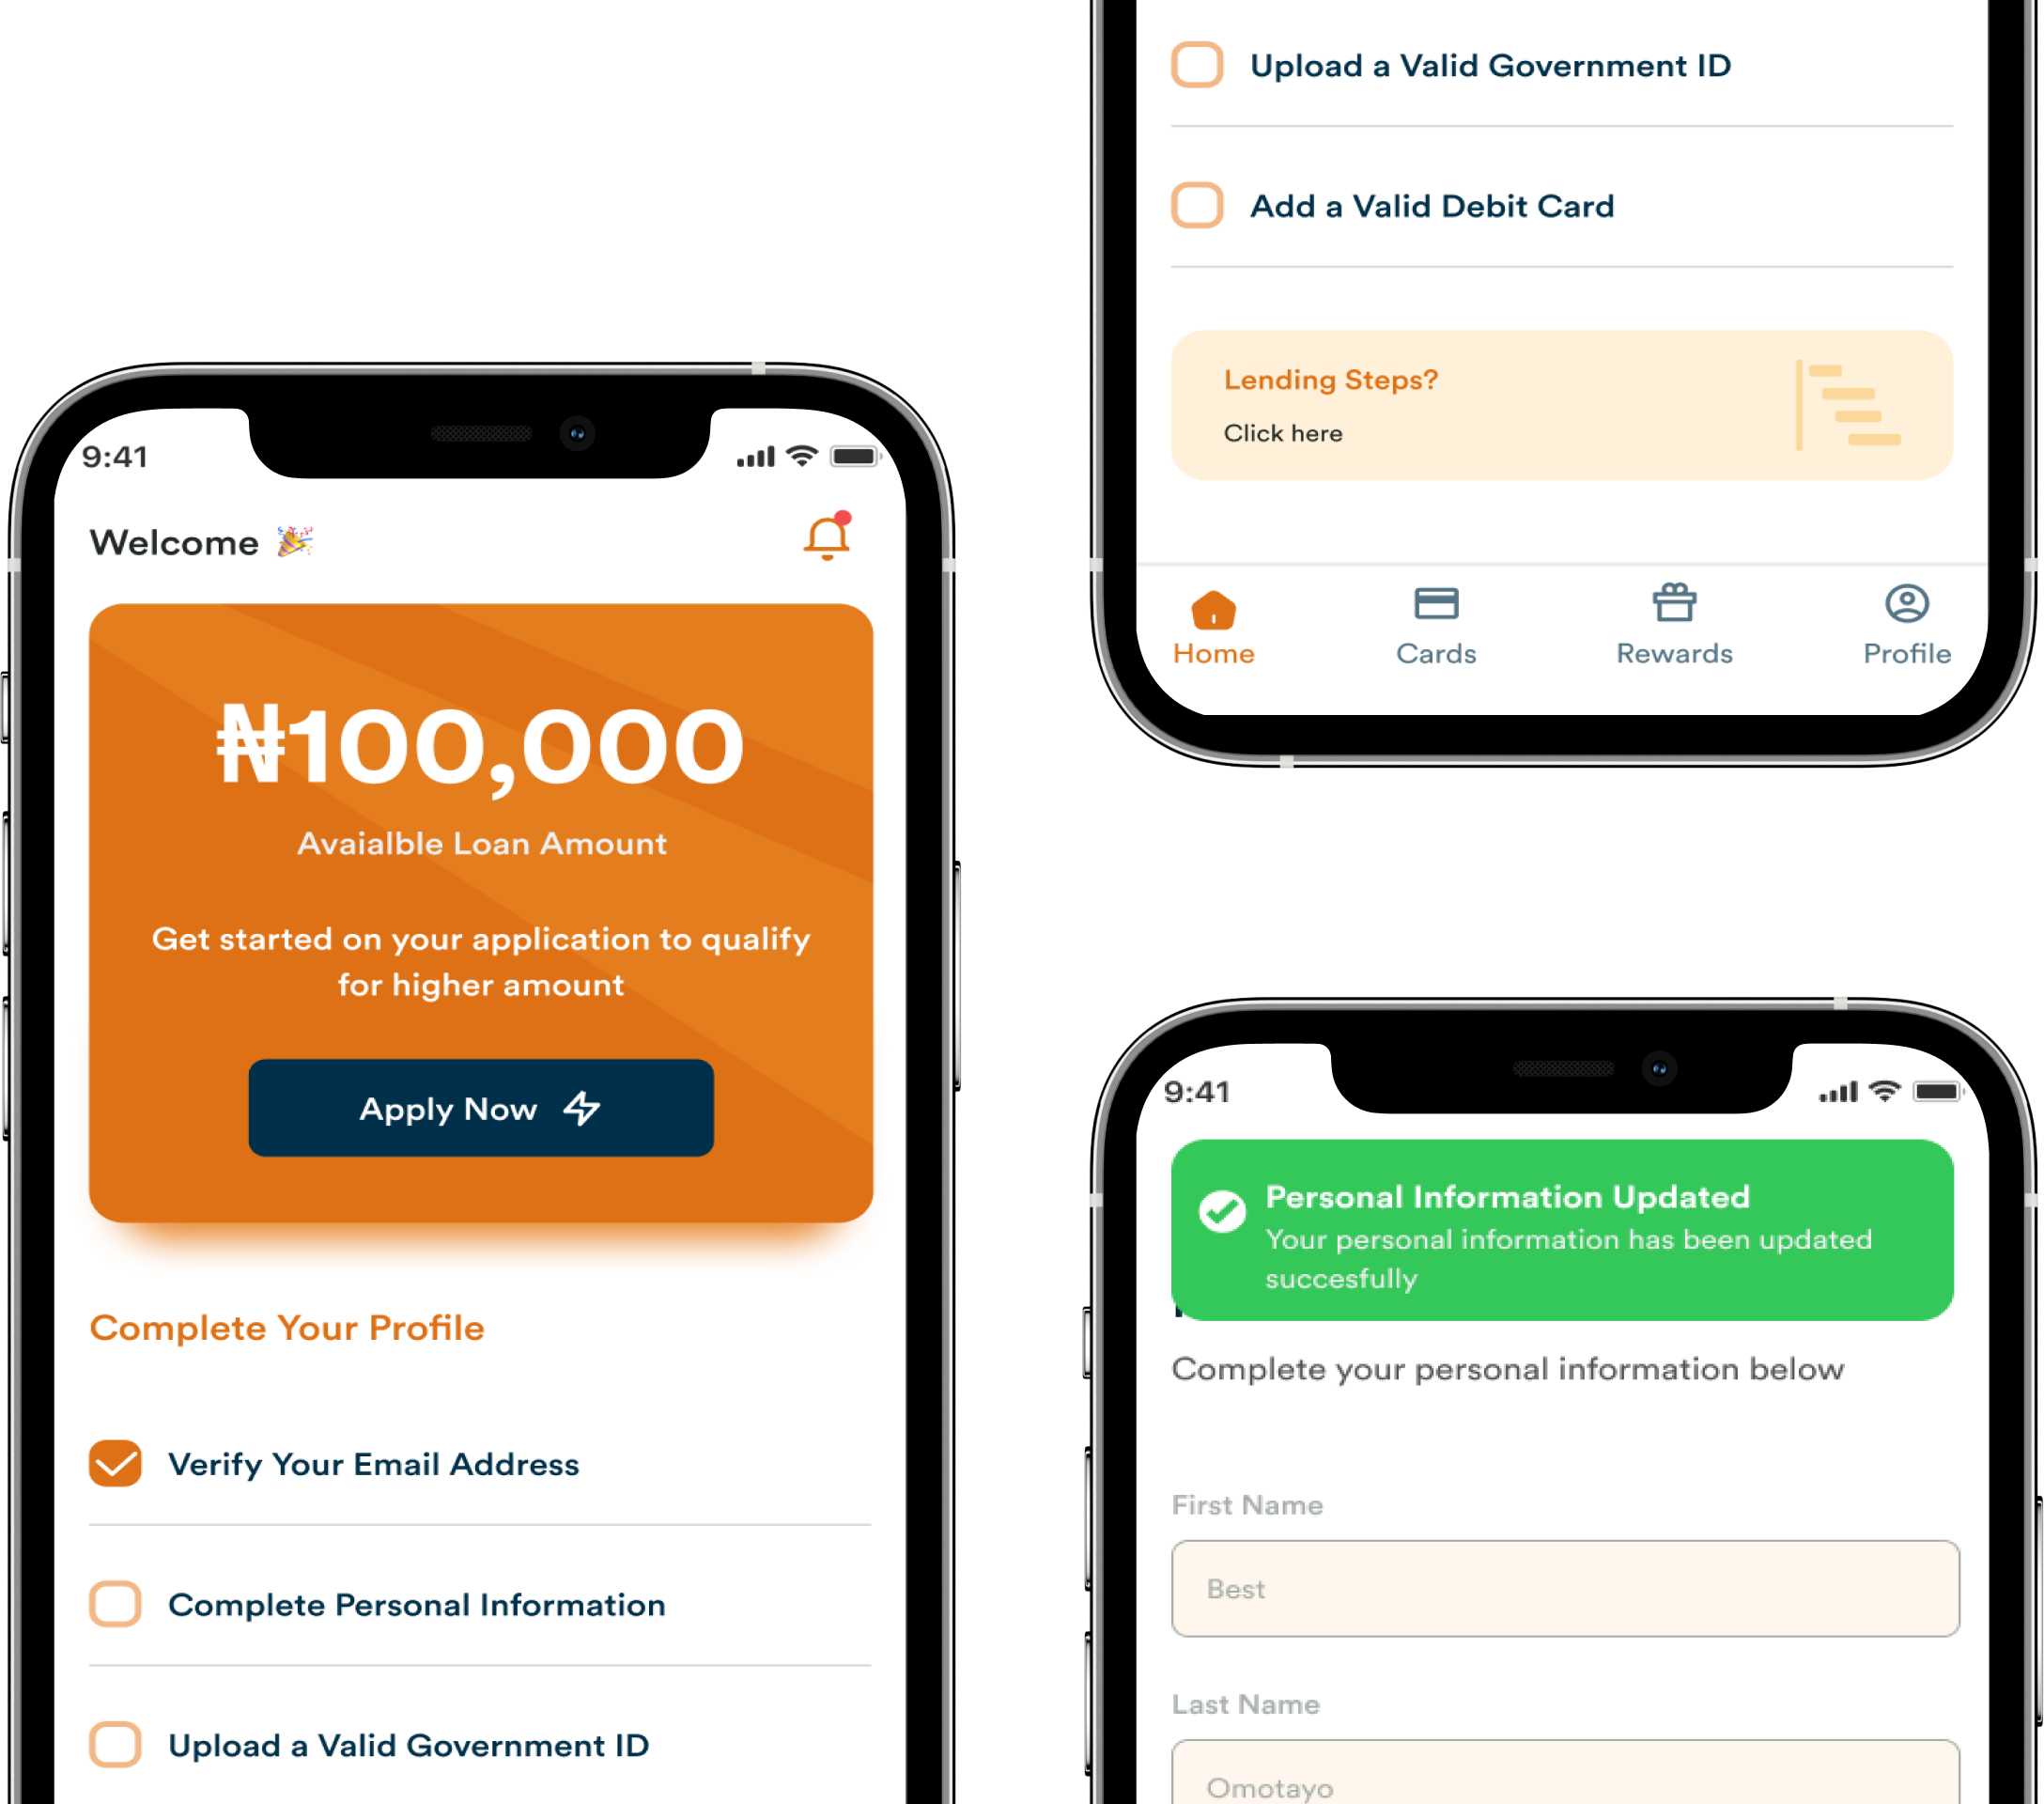 9:41
Welcome 🎉
₦100,000
Avaialble Loan Amount
Get started on your application to qualify
for higher amount
Apply Now
Complete Your Profile
Verify Your Email Address
Complete Personal Information
Upload a Valid Government ID
Upload a Valid Government ID
Add a Valid Debit Card
Lending Steps?
Click here
Home
Cards
Rewards
Profile
9:41
Personal Information Updated
Your personal information has been updated
succesfully
Complete your personal information below
First Name
Best
Last Name
Omotayo